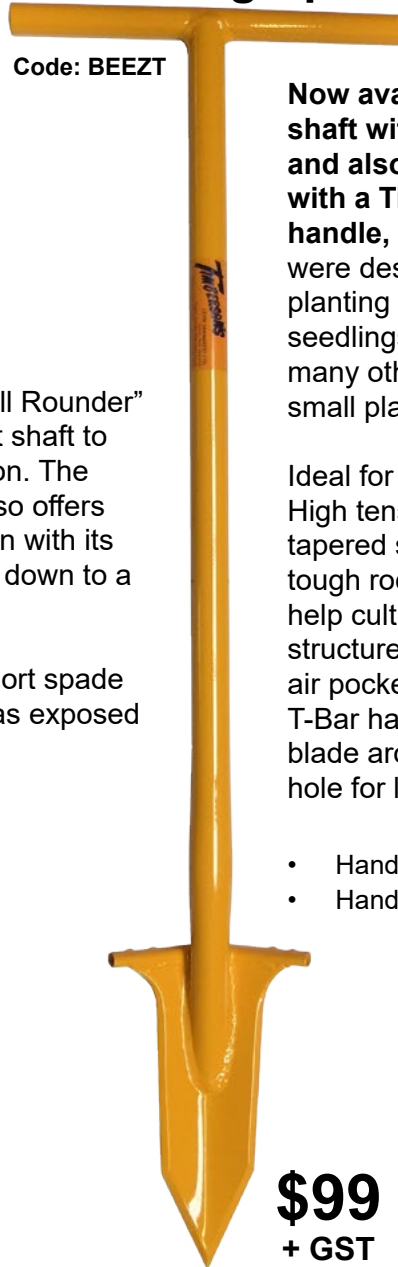 Code: BEEZT
Now ava
shaft wi
and also
with a T
handle,
were des
planting
seedlings
many oth
small pla
ll Rounder”
t shaft to
on. The
so offers
n with its
down to a
ort spade
as exposed
Ideal for
High tens
tapered s
tough roo
help cult
structure
air pocke
T-Bar ha
blade aro
hole for l
• Hand
• Hand
$99
+ GST